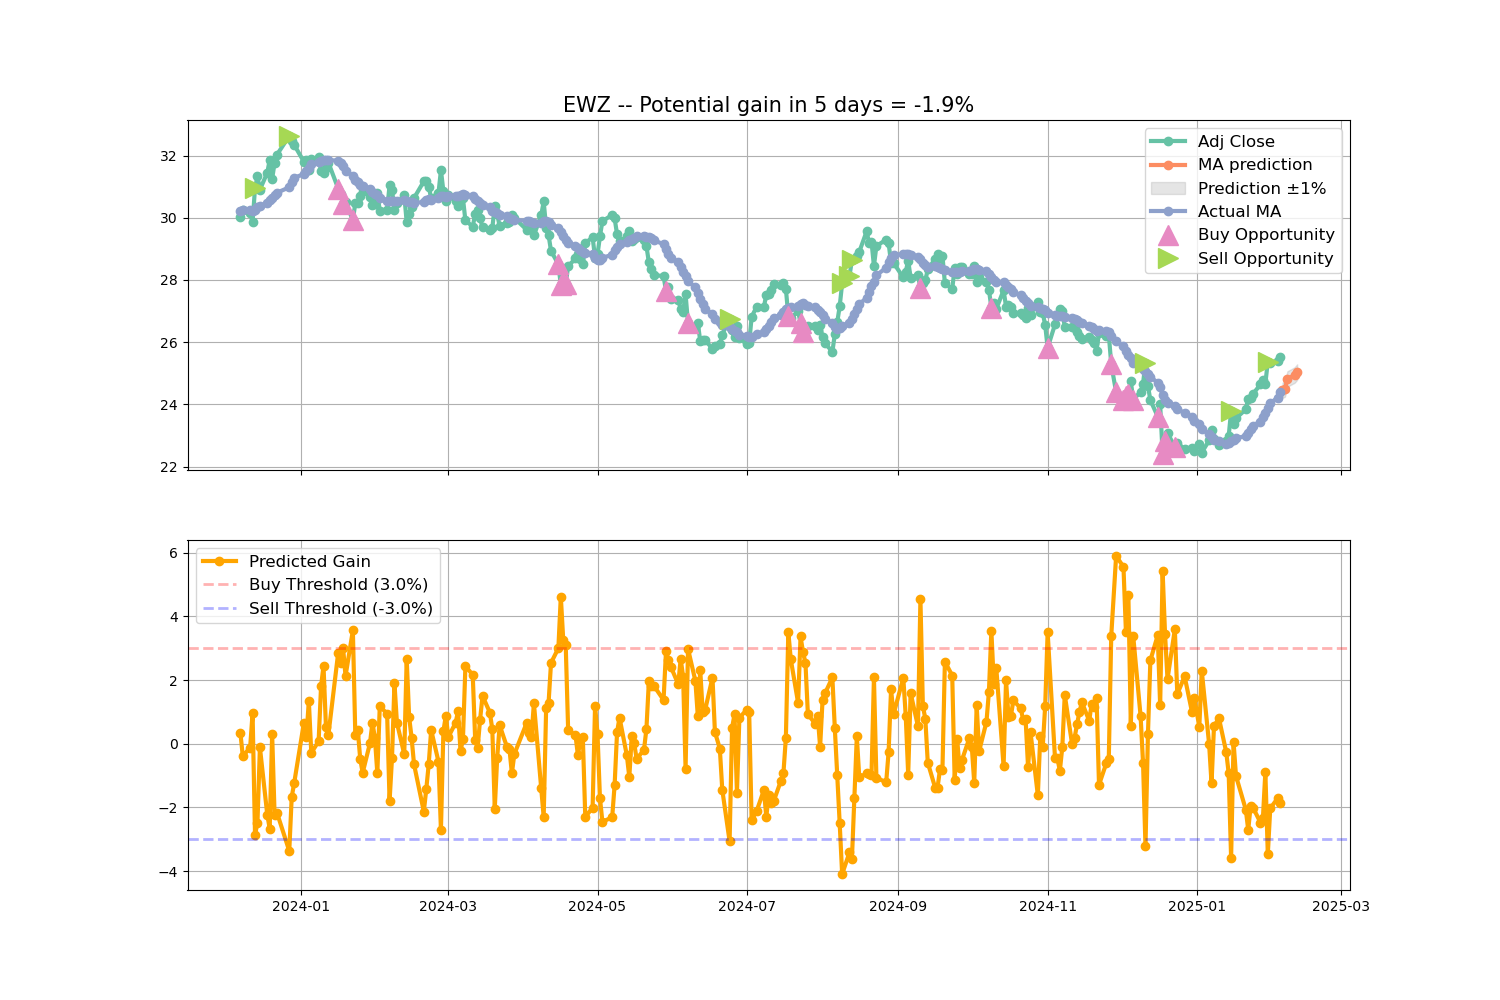 EWZ -- Potential gain in 5 days = -1.9%
32
30
28
26
24
22
Adj Close
MA prediction
Prediction ±1%
Actual MA
Buy Opportunity
Sell Opportunity
6
4
2
0
−2
−4
Predicted Gain
Buy Threshold (3.0%)
Sell Threshold (-3.0%)
2024-01
2024-03
2024-05
2024-07
2024-09
2024-11
2025-01
2025-03